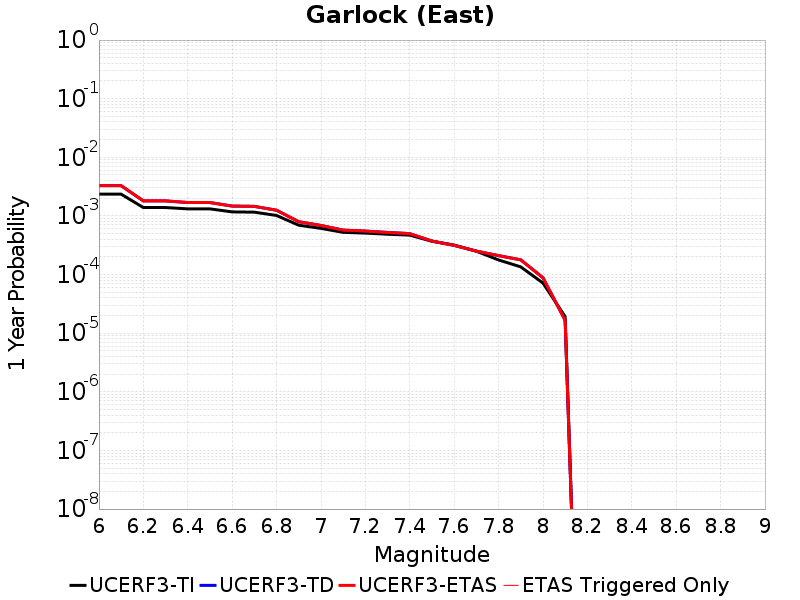 Garlock (East)
1 Year Probability
10^0
10^-1
10^-2
10^-3
10^-4
10^-5
10^-6
10^-7
10^-8
6 6.2 6.4 6.6 6.8 7 7.2 7.4 7.6 7.8 8 8.2 8.4 8.6 8.8 9
Magnitude
UCERF3-TI UCERF3-TD UCERF3-ETAS ETAS Triggered Only